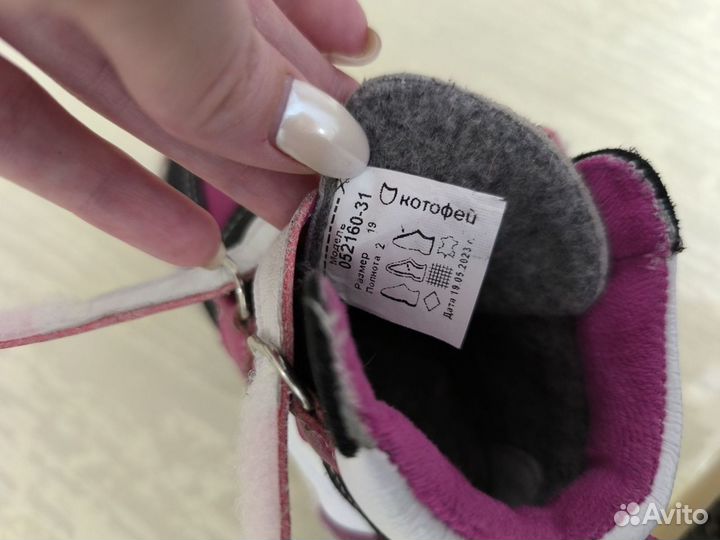 котофей
Модель
052160-31
Размер 19
Полнота 2
Дата 19.05.2023 г.
Avito